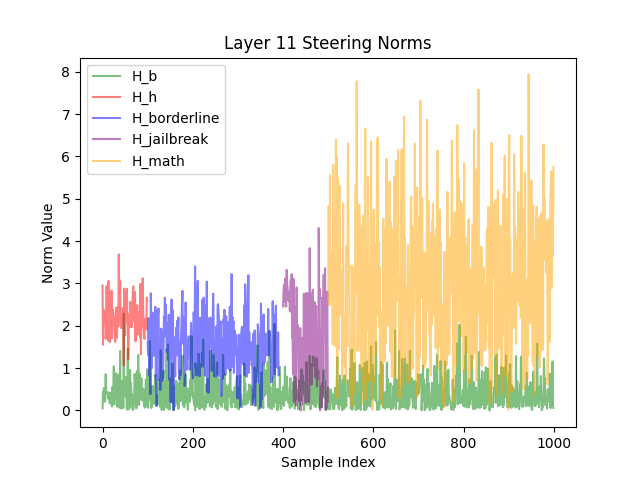 Layer 11 Steering Norms
H_b
H_h
H_borderline
H_jailbreak
H_math
Norm Value
8
7
6
5
4
3
2
1
0
0
200
400
600
800
1000
Sample Index